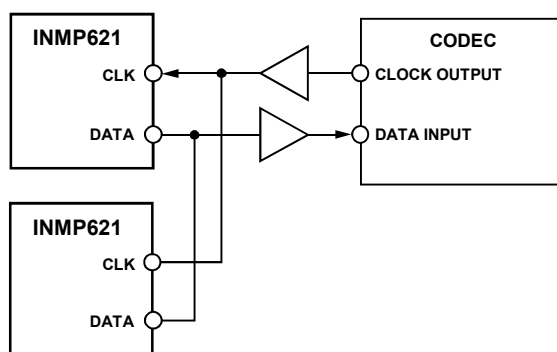 INMP621
CLK
DATA
CODEC
CLOCK OUTPUT
DATA INPUT
INMP621
CLK
DATA